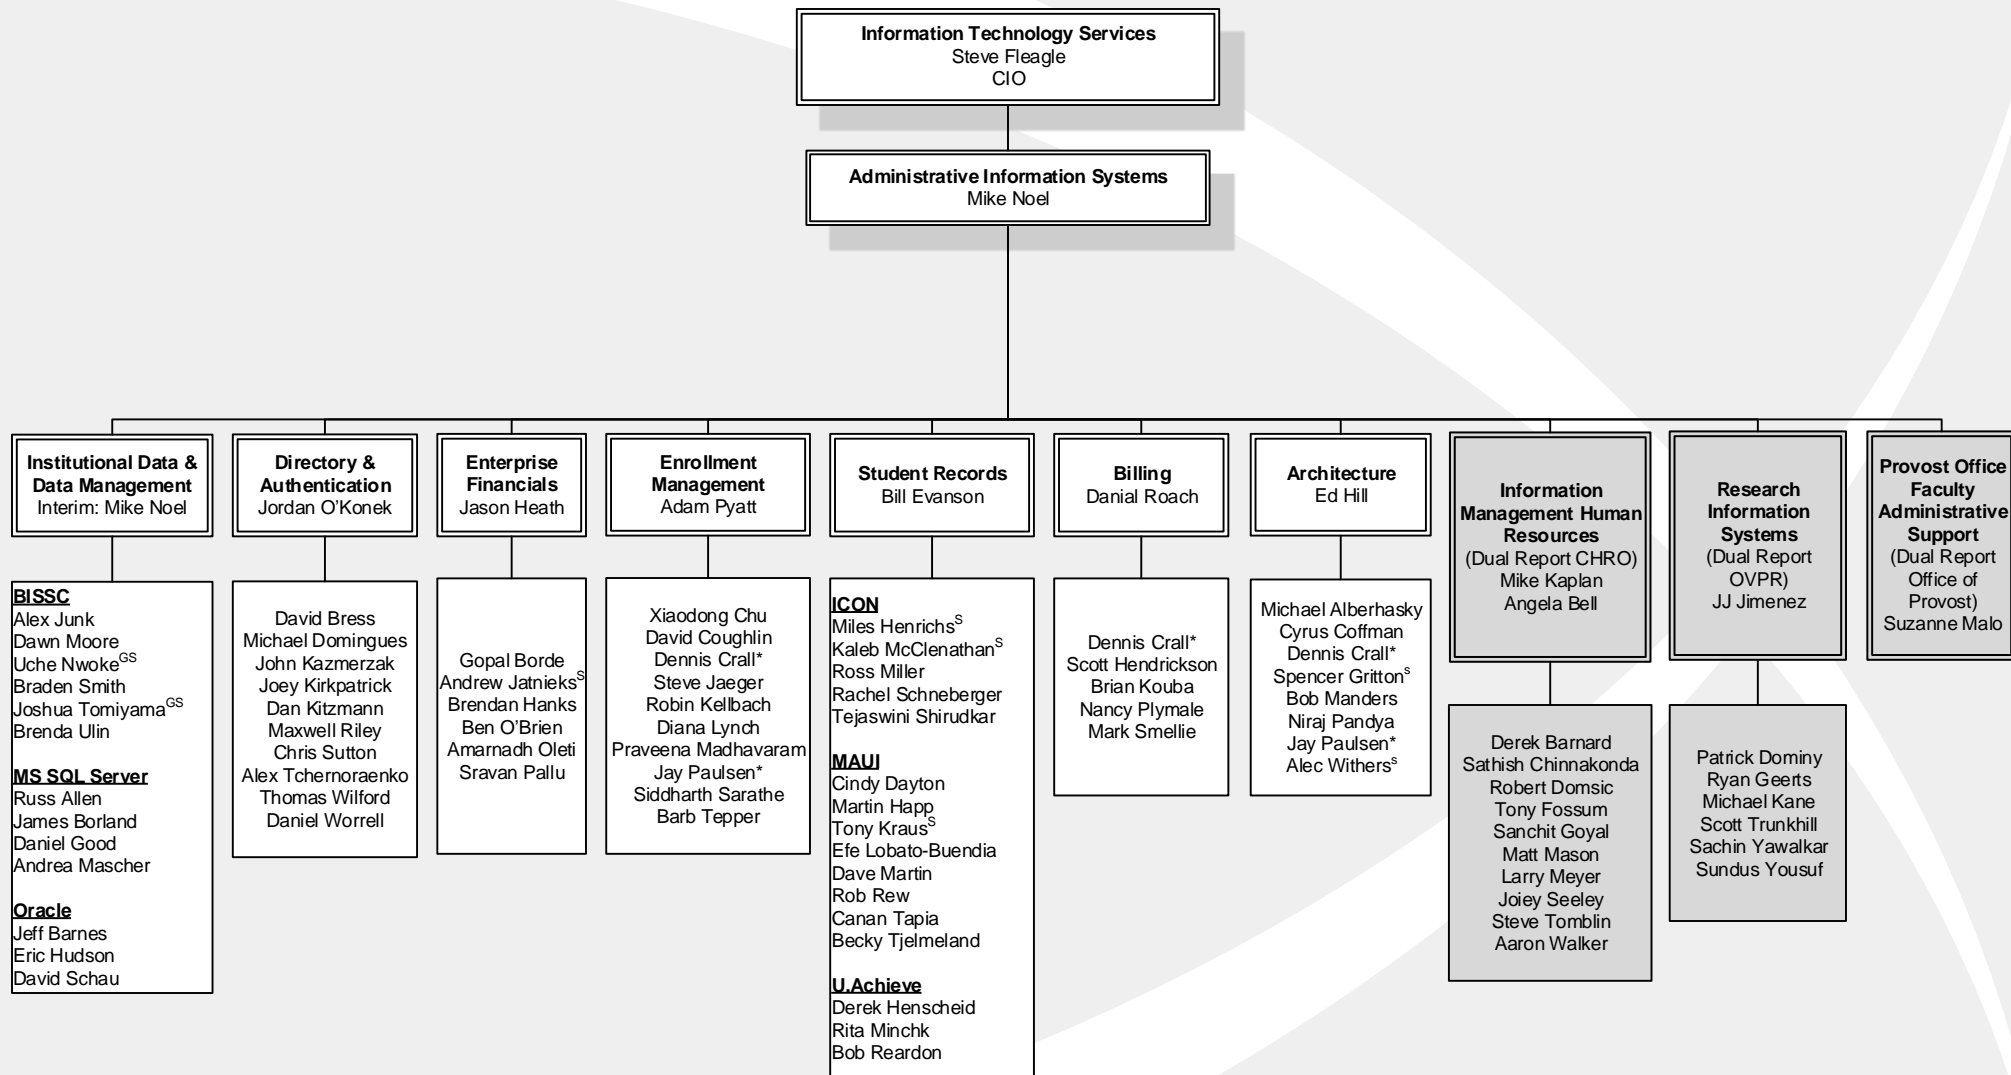 Information Technology Services
Steve Fleagle
CIO
Administrative Information Systems
Mike Noel
Institutional Data &
Data Management
Interim: Mike Noel
BISSC
Alex Junk
Dawn Moore
Uche Nwoke^GS
Braden Smith
Joshua Tomiyama^GS
Brenda Ulin
MS SQL Server
Russ Allen
James Borland
Daniel Good
Andrea Mascher
Oracle
Jeff Barnes
Eric Hudson
David Schau
Directory &
Authentication
Jordan O'Konek
David Bress
Michael Domingues
John Kazmerzak
Joey Kirkpatrick
Dan Kitzmann
Maxwell Riley
Chris Sutton
Alex Tchernoraenko
Thomas Wilford
Daniel Worrell
Enterprise
Financials
Jason Heath
Gopal Borde
Andrew Jatnieks^S
Brendan Hanks
Ben O'Brien
Amarnadh Oleti
Sravan Pallu
Enrollment
Management
Adam Pyatt
Xiaodong Chu
David Coughlin
Dennis Crall*
Steve Jaeger
Robin Kellbach
Diana Lynch
Praveena Madhavaram
Jay Paulsen*
Siddharth Sarathe
Barb Tepper
Student Records
Bill Evanson
ICON
Miles Henrichs^S
Kaleb McClenathan^S
Ross Miller
Rachel Schneberger
Tejaswini Shirudkar
MAUI
Cindy Dayton
Martin Happ
Tony Kraus^S
Efe Lobato-Buendia
Dave Martin
Rob Rew
Canan Tapia
Becky Tjelmeland
U.Achieve
Derek Henscheid
Rita Minchk
Bob Reardon
Billing
Danial Roach
Dennis Crall*
Scott Hendrickson
Brian Kouba
Nancy Plymale
Mark Smellie
Architecture
Ed Hill
Michael Alberhasky
Cyrus Coffman
Dennis Crall*
Spencer Gritton^s
Bob Manders
Niraj Pandya
Jay Paulsen*
Alec Withers^s
Information
Management Human
Resources
(Dual Report CHRO)
Mike Kaplan
Angela Bell
Derek Barnard
Sathish Chinnakonda
Robert Domsic
Tony Fossum
Sanchit Goyal
Matt Mason
Larry Meyer
Joiey Seeley
Steve Tomblin
Aaron Walker
Research
Information
Systems
(Dual Report
OVPR)
JJ Jimenez
Patrick Dominy
Ryan Geerts
Michael Kane
Scott Trunkhill
Sachin Yawalkar
Sundus Yousuf
Provost Office
Faculty
Administrative
Support
(Dual Report
Office of
Provost)
Suzanne Malo